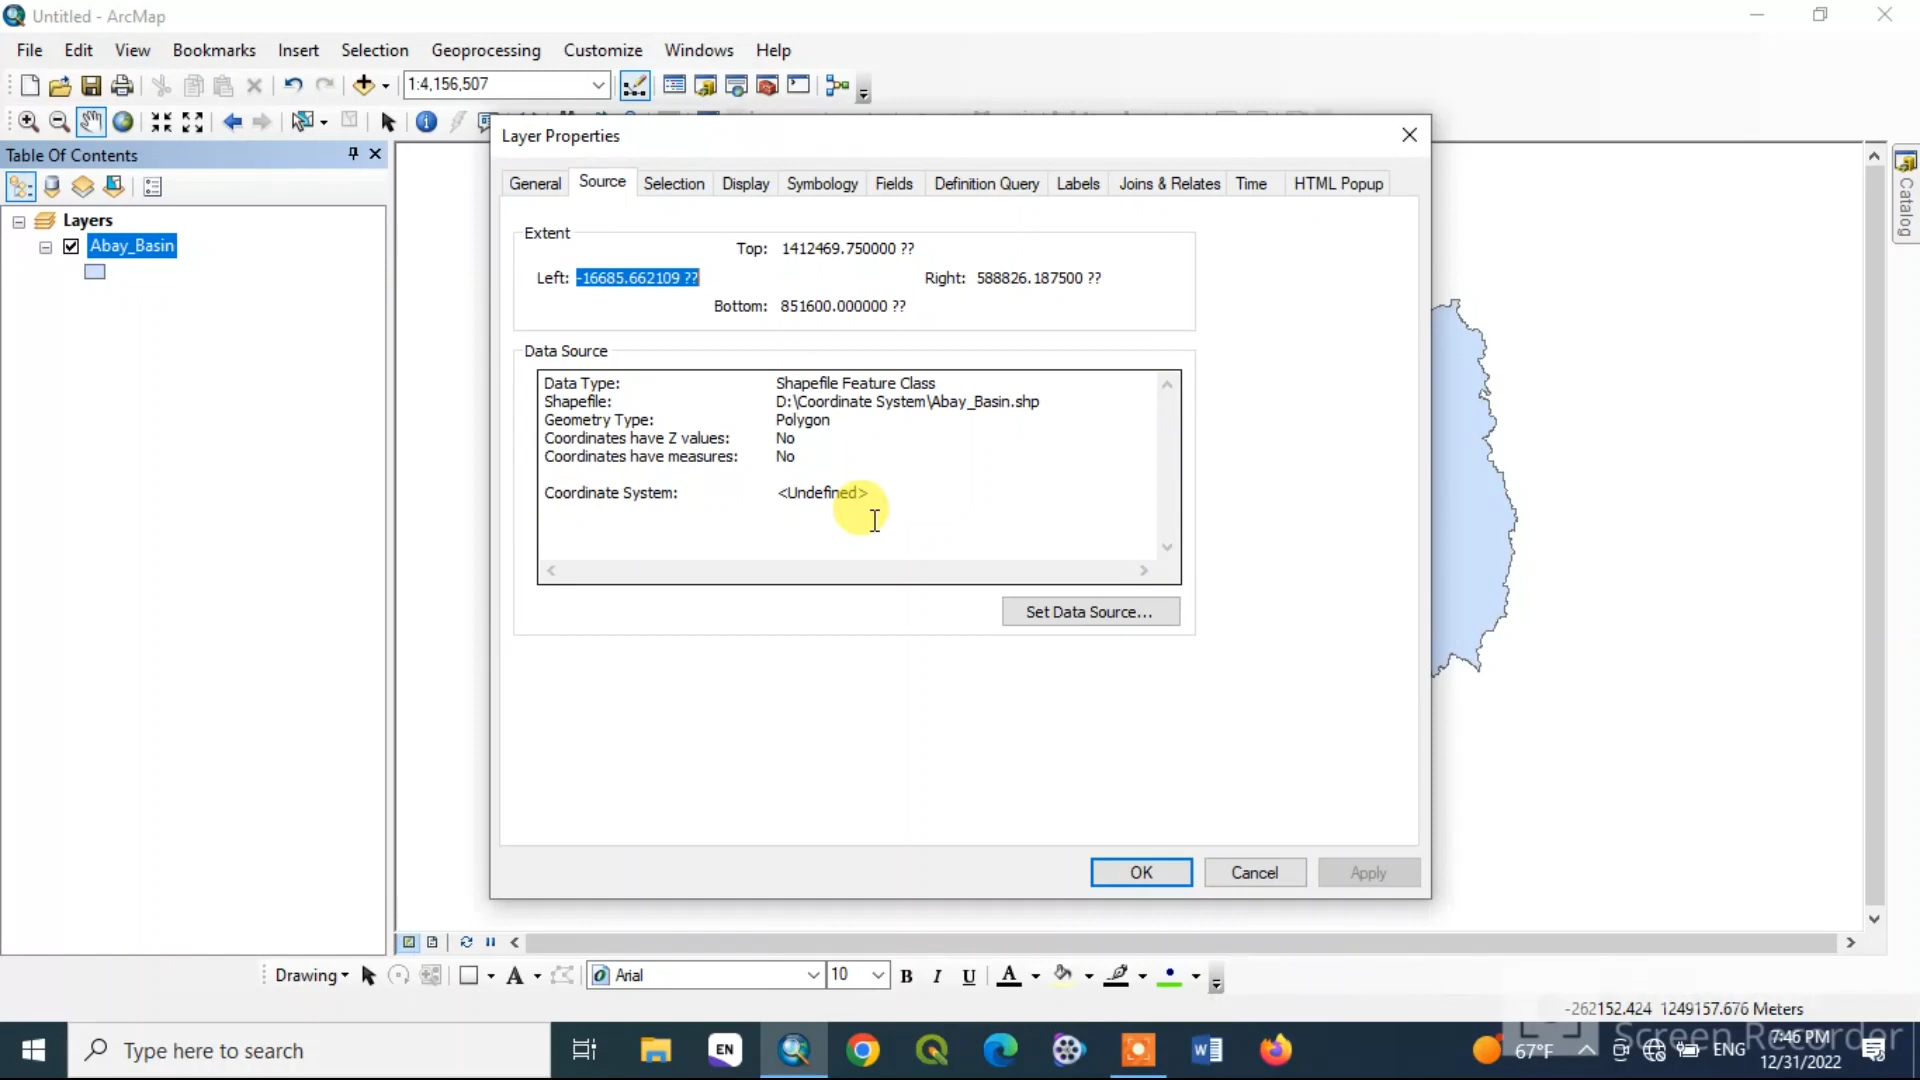 Untitled - ArcMap
File Edit View Bookmarks Insert Selection Geoprocessing Customize Windows Help
1:4,156,507
Table Of Contents
Layer Properties
General Source Selection Display Symbology Fields Definition Query Labels Joins & Relates Time HTML Popup
Catalog
Layers
Abay_Basin
Extent
Top: 1412469.750000 ??
Left: -16685.662109 ?? Right: 588826.187500 ??
Bottom: 851600.000000 ??
Data Source
Data Type: Shapefile Feature Class
Shapefile: D:\Coordinate System\Abay_Basin.shp
Geometry Type: Polygon
Coordinates have Z values: No
Coordinates have measures: No
Coordinate System: <Undefined>
Set Data Source...
OK Cancel Apply
Drawing A Arial 10 B I U A
-262152.424 1249157.676 Meters
Screen Recorder
Type here to search EN 67°F ENG 7:46 PM
12/31/2022